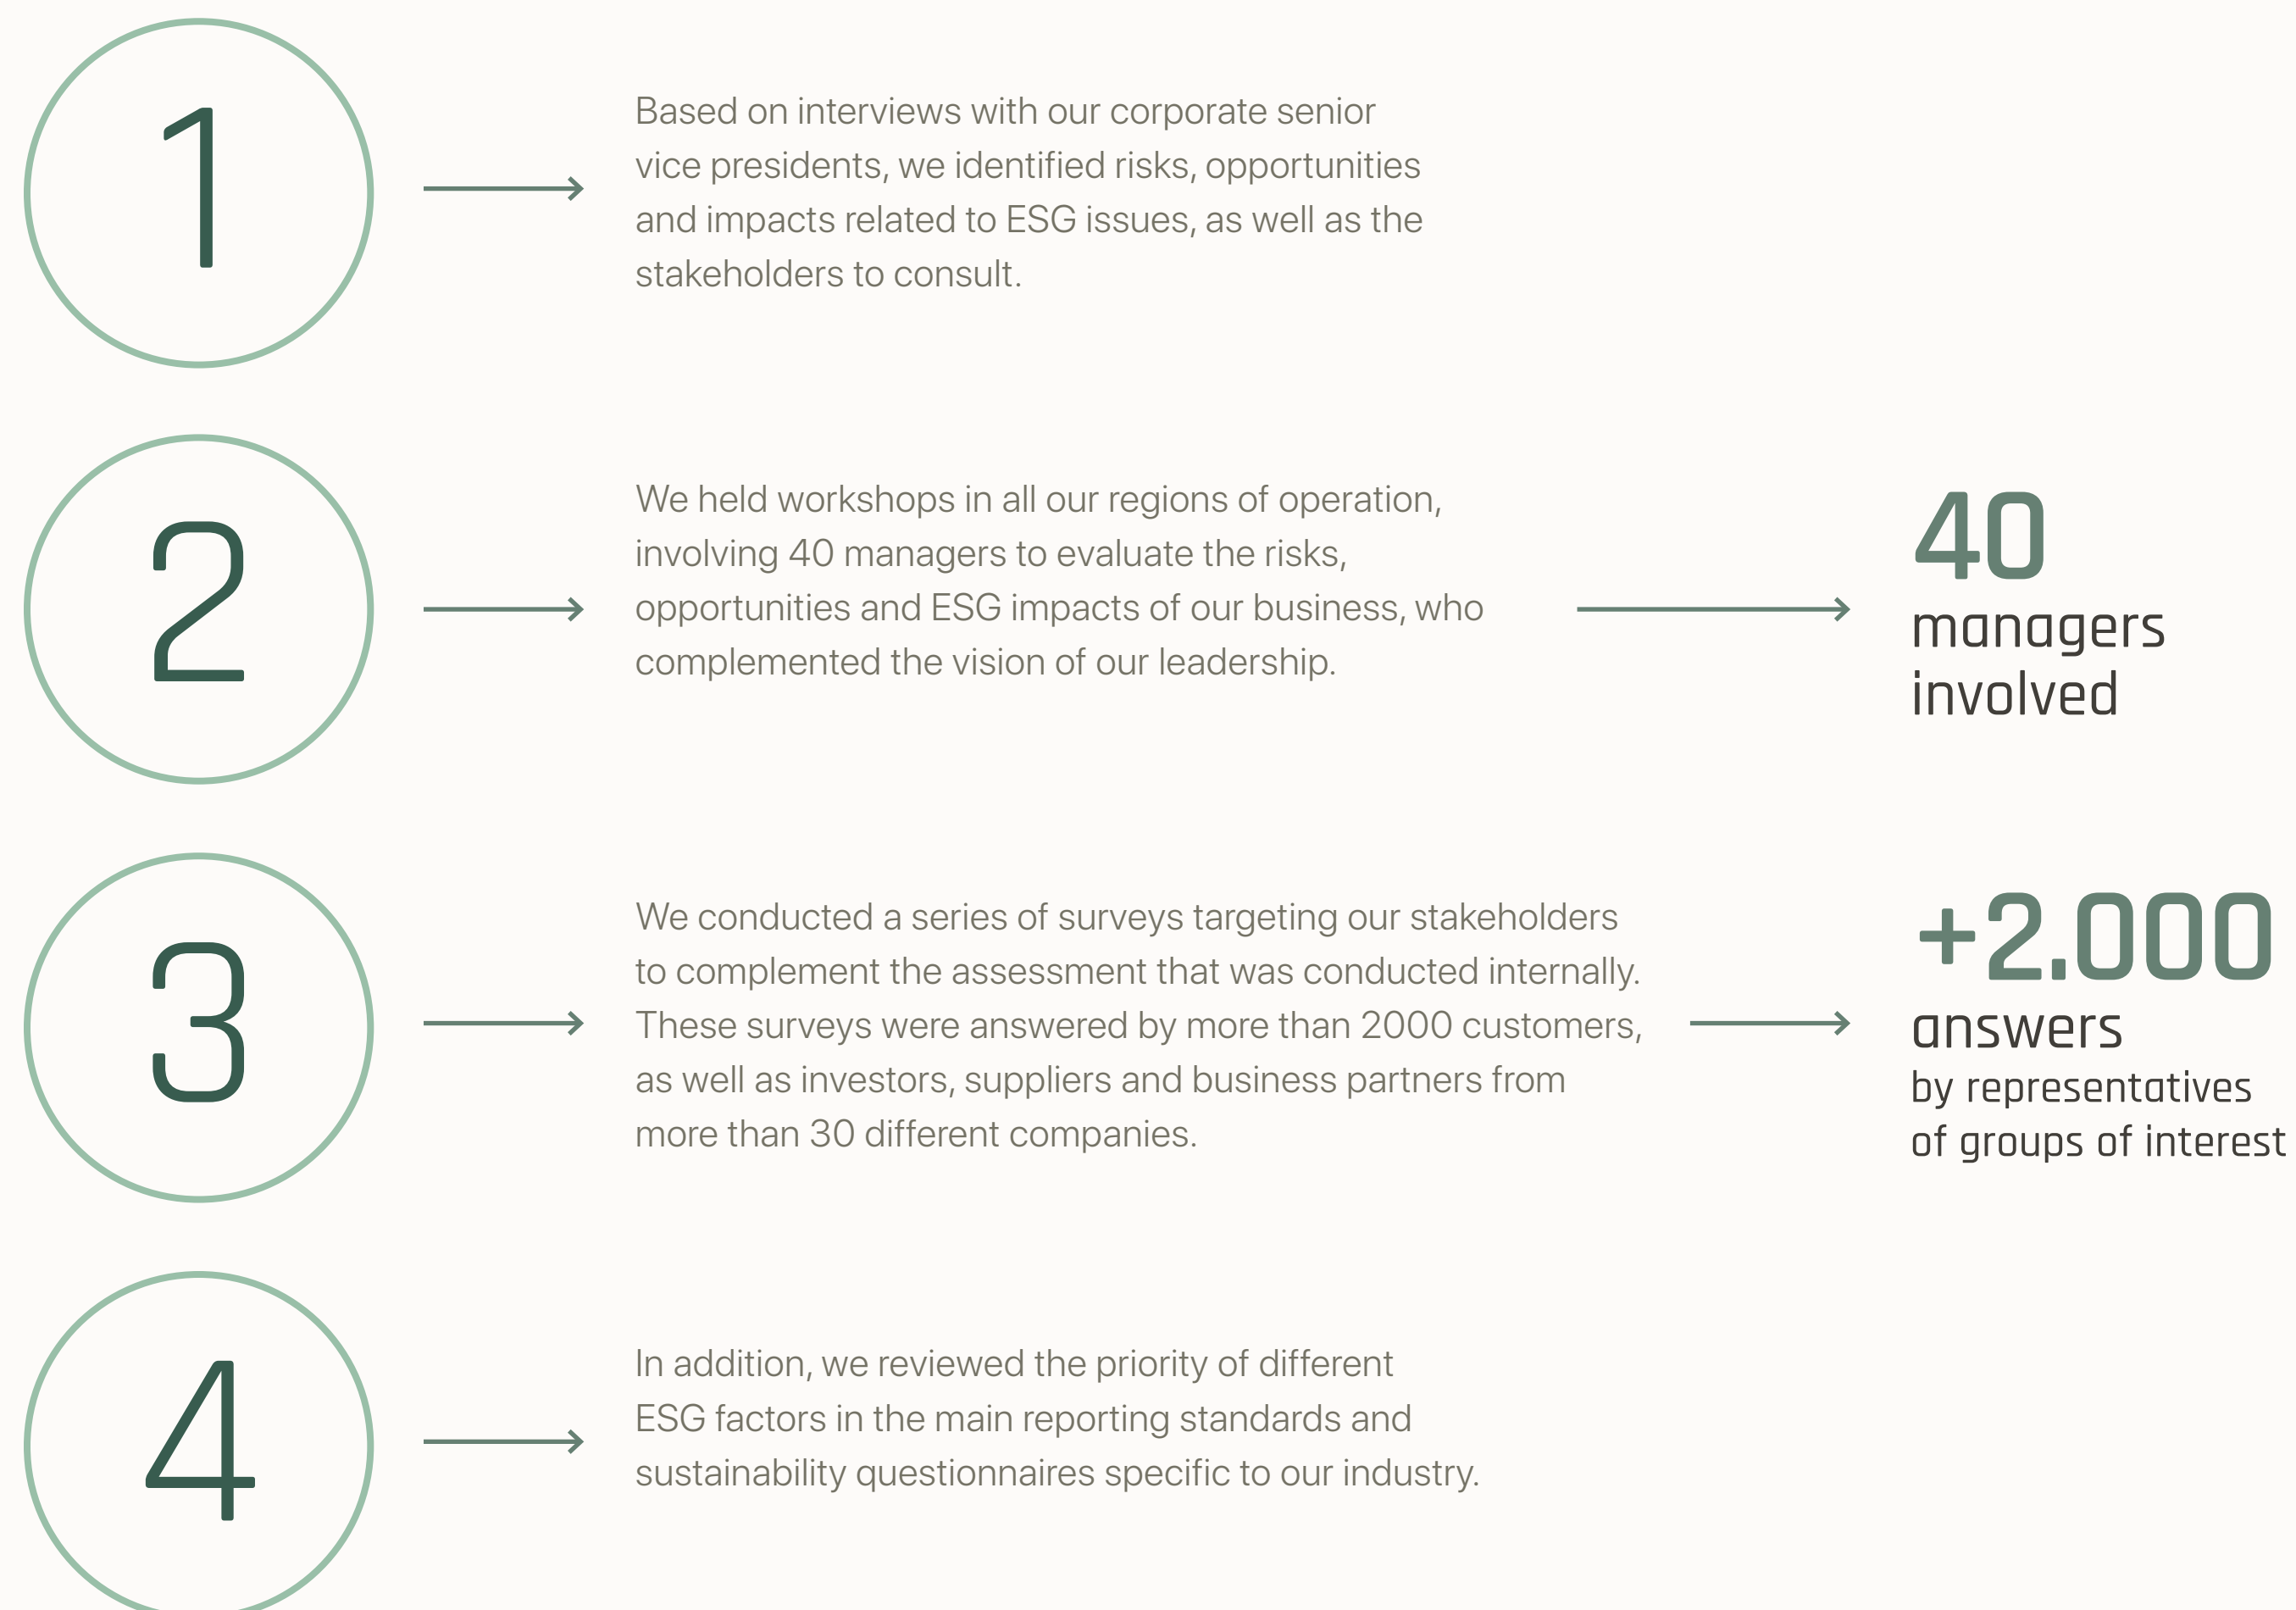 1
Based on interviews with our corporate senior
vice presidents, we identified risks, opportunities
and impacts related to ESG issues, as well as the
stakeholders to consult.
2
We held workshops in all our regions of operation,
involving 40 managers to evaluate the risks,
opportunities and ESG impacts of our business, who
complemented the vision of our leadership.
40
managers
involved
3
We conducted a series of surveys targeting our stakeholders
to complement the assessment that was conducted internally.
These surveys were answered by more than 2000 customers,
as well as investors, suppliers and business partners from
more than 30 different companies.
+2.000
answers
by representatives
of groups of interest
4
In addition, we reviewed the priority of different
ESG factors in the main reporting standards and
sustainability questionnaires specific to our industry.